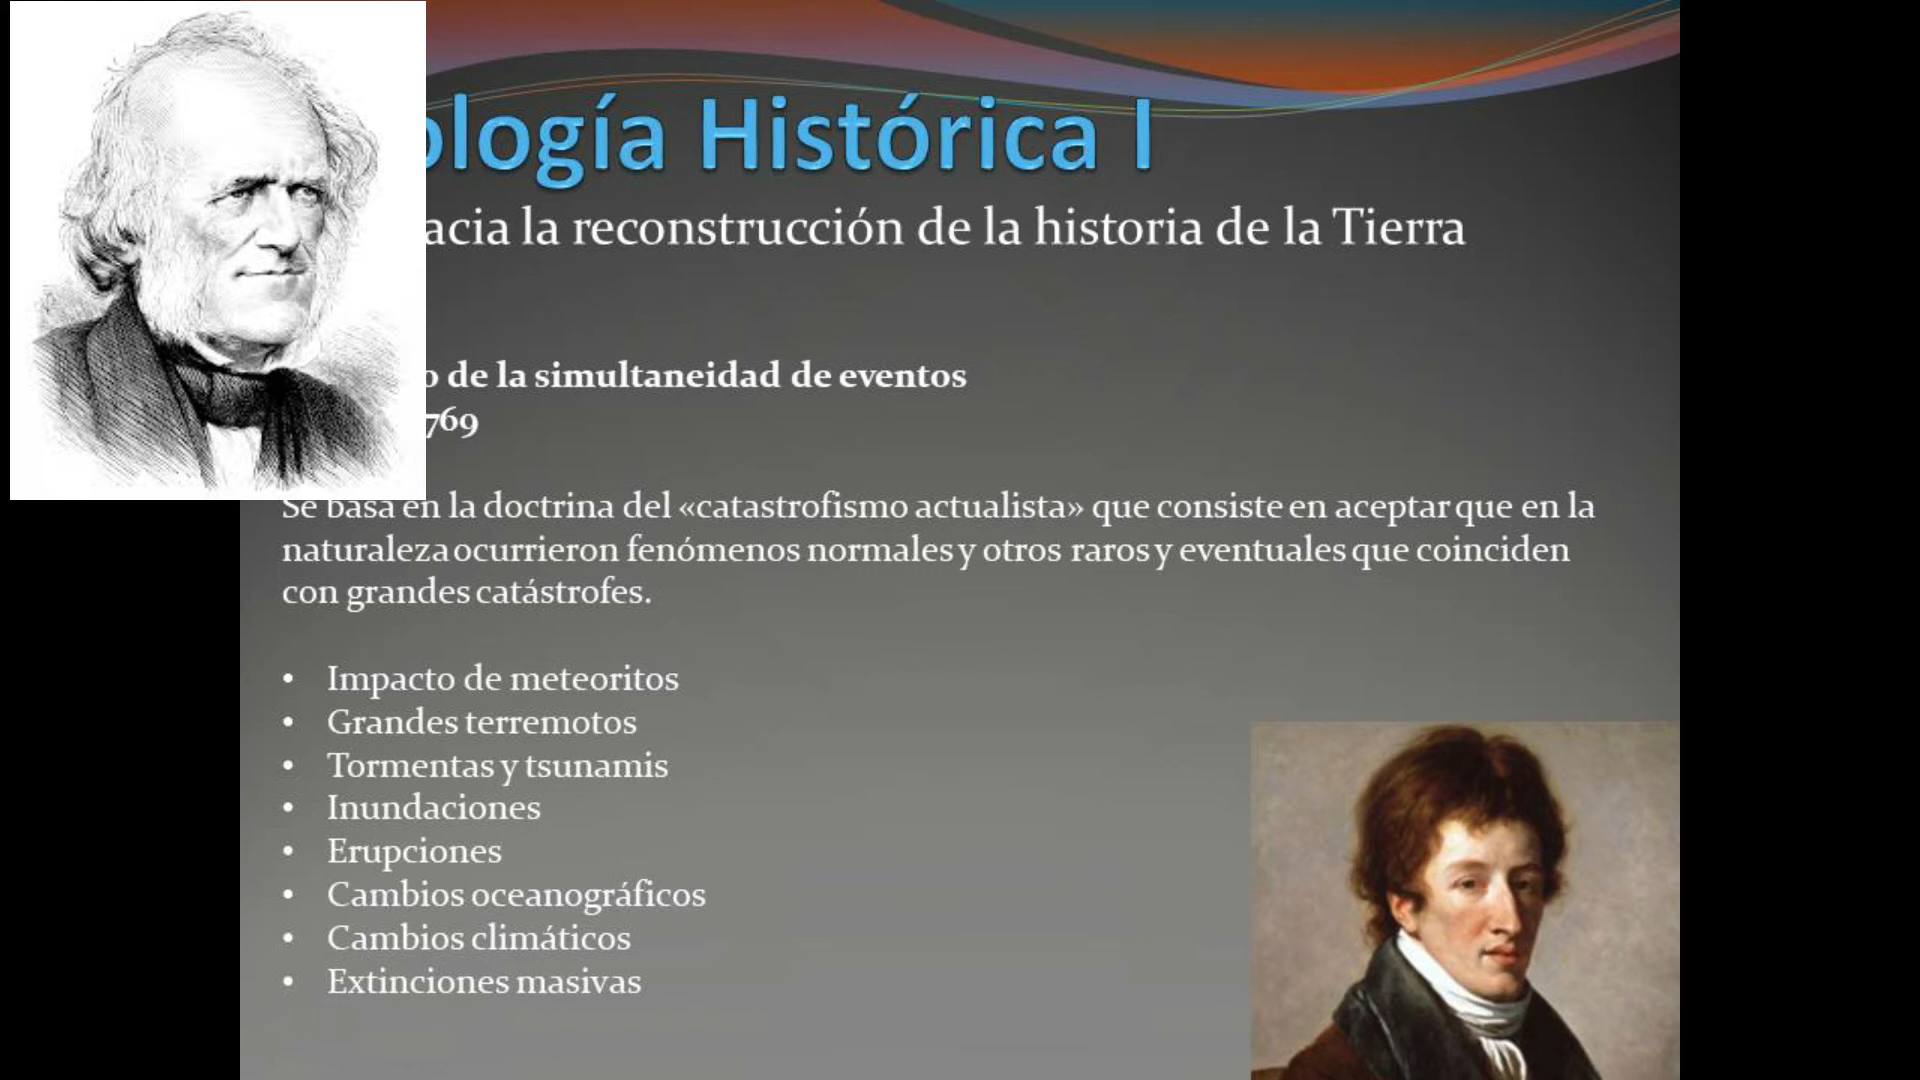 ología Histórica I
acia la reconstrucción de la historia de la Tierra
o de la simultaneidad de eventos
769
Se basa en la doctrina del «catastrofismo actualista» que consiste en aceptar que en la
naturaleza ocurrieron fenómenos normales y otros raros y eventuales que coinciden
con grandes catástrofes.
• Impacto de meteoritos
• Grandes terremotos
• Tormentas y tsunamis
• Inundaciones
• Erupciones
• Cambios oceanográficos
• Cambios climáticos
• Extinciones masivas